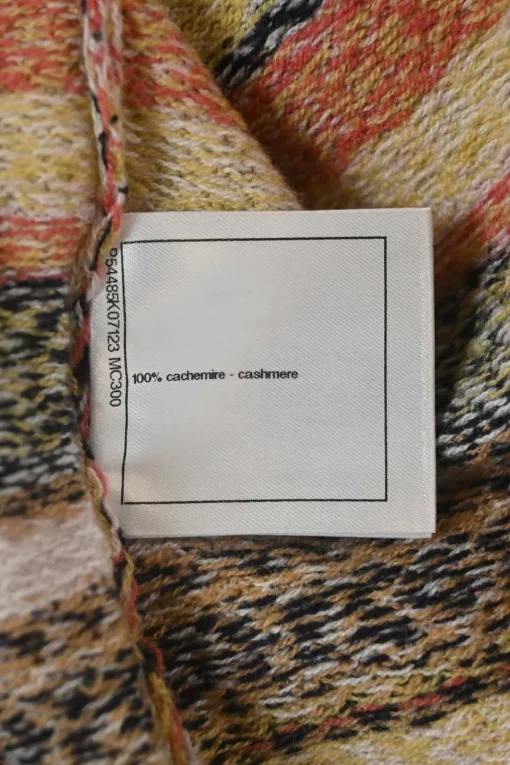 P54485K07123 MC300
100% cachemire - cashmere